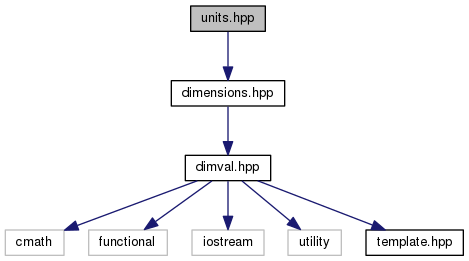 units.hpp
dimensions.hpp
dimval.hpp
cmath
functional
iostream
utility
template.hpp